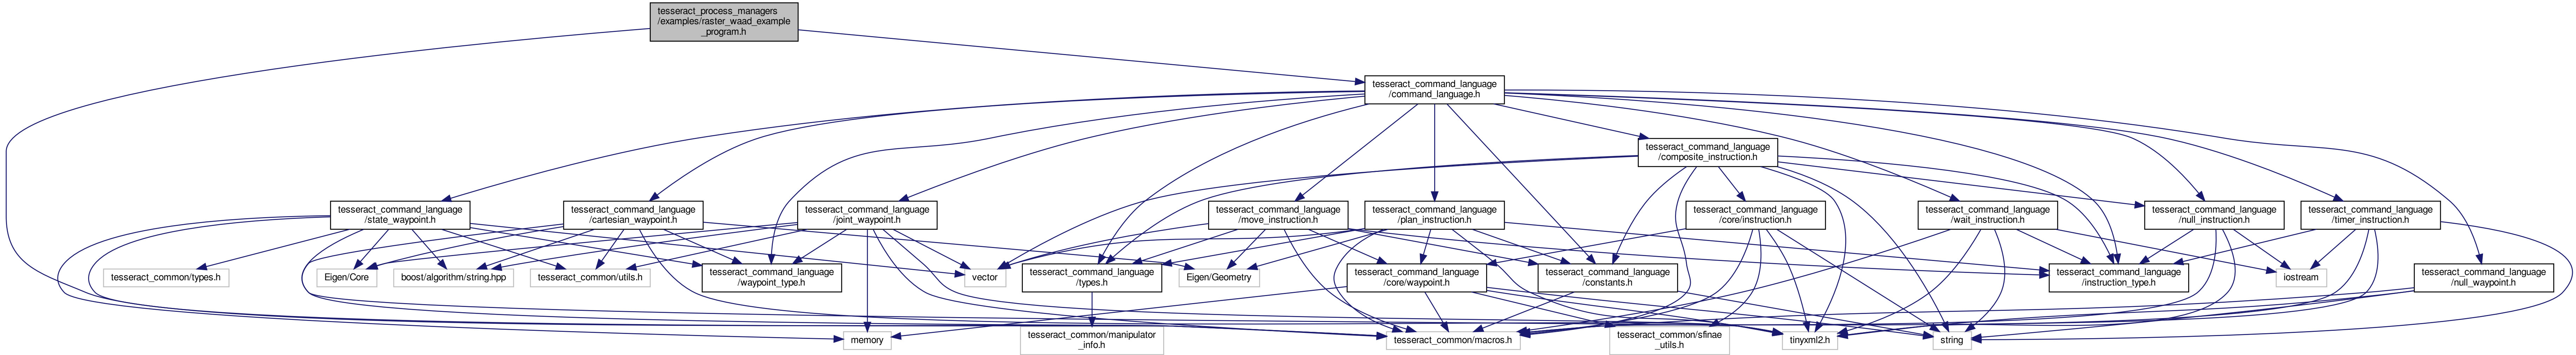 tesseract_process_managers
/examples/raster_waad_example
_program.h
tesseract_command_language
/command_language.h
tesseract_command_language
/composite_instruction.h
tesseract_command_language
/state_waypoint.h
tesseract_command_language
/cartesian_waypoint.h
tesseract_command_language
/joint_waypoint.h
tesseract_command_language
/move_instruction.h
tesseract_command_language
/plan_instruction.h
tesseract_command_language
/core/instruction.h
tesseract_command_language
/wait_instruction.h
tesseract_command_language
/null_instruction.h
tesseract_command_language
/timer_instruction.h
tesseract_common/types.h
Eigen/Core
boost/algorithm/string.hpp
tesseract_common/utils.h
tesseract_command_language
/waypoint_type.h
vector
tesseract_command_language
/types.h
Eigen/Geometry
tesseract_command_language
/core/waypoint.h
tesseract_command_language
/constants.h
tesseract_command_language
/instruction_type.h
iostream
tesseract_command_language
/null_waypoint.h
memory
tesseract_common/manipulator
_info.h
tesseract_common/macros.h
tesseract_common/sfinae
_utils.h
tinyxml2.h
string